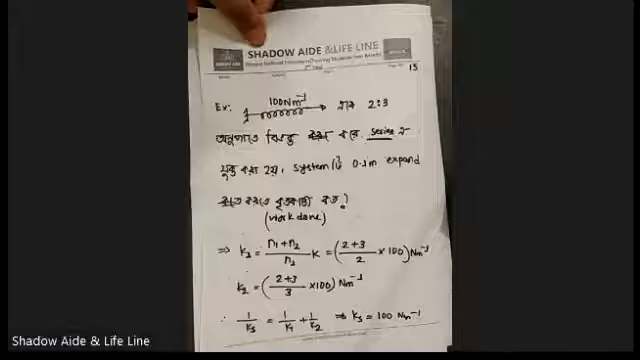 SHADOW AIDE & LIFE LINE
15
Ex: 100 Nm⁻¹ 2:3
অনুপাতে বিভক্ত করে series এ
যুক্ত করা হয়, system টি 0.1m expand
করতে কৃতকাজ কত?
(work done)
⇒ k₁ = (n₁+n₂)/n₁ K = ((2+3)/2 ×100) Nm⁻¹
k₂ = ((2+3)/3 ×100) Nm⁻¹
∴ 1/kₛ = 1/k₁ + 1/k₂ ⇒ kₛ = 100 Nm⁻¹
Shadow Aide & Life Line